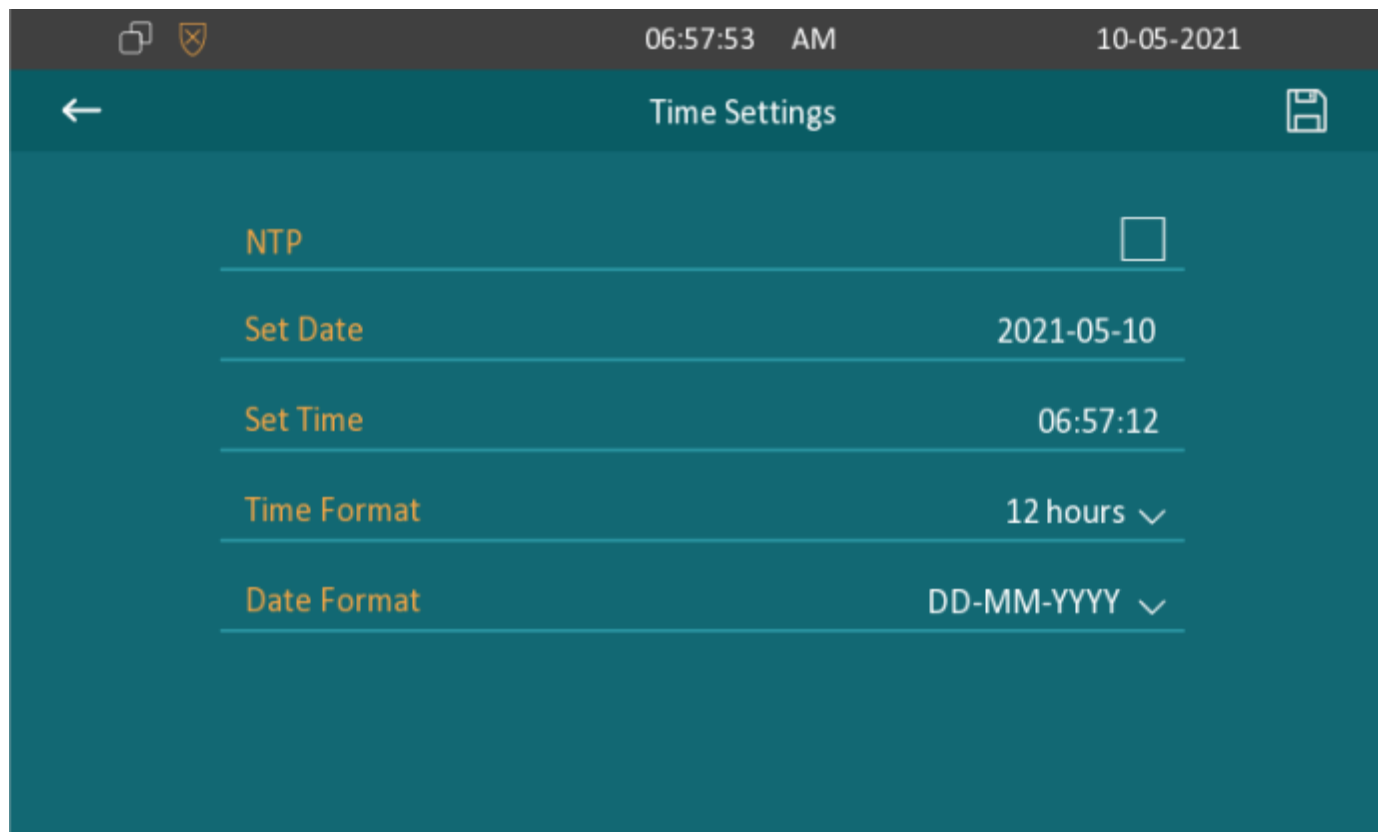 06:57:53 AM 10-05-2021
Time Settings
NTP
Set Date 2021-05-10
Set Time 06:57:12
Time Format 12 hours
Date Format DD-MM-YYYY